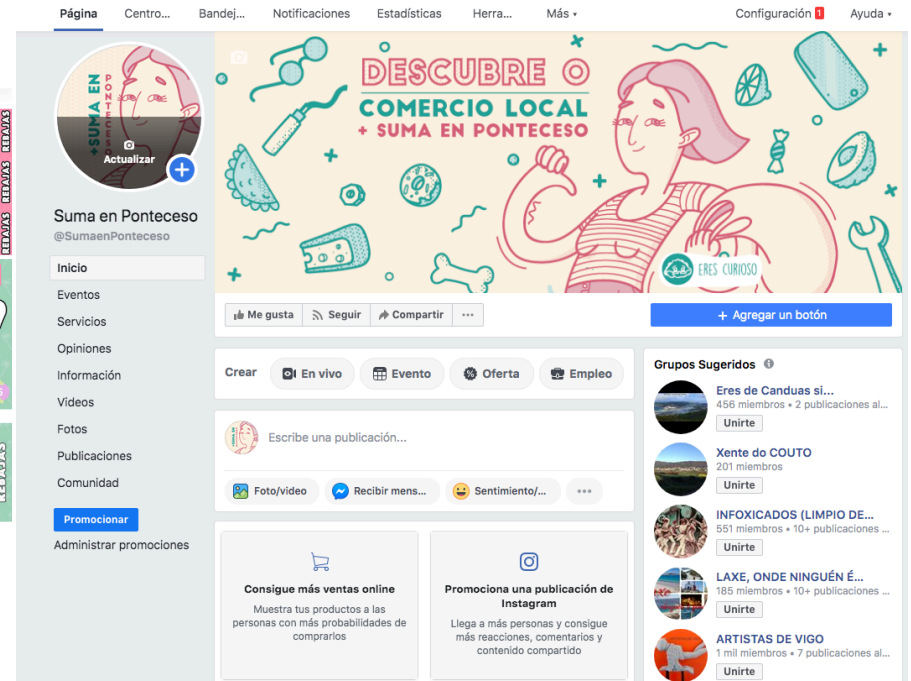 Página Centro... Bandej... Notificaciones Estadísticas Herra... Más Configuración 1 Ayuda
REBAJAS
REBAJAS
REBAJAS
REBAJAS
+SUMA EN
PONTECESO
Actualizar
Suma en Ponteceso
@SumaenPonteceso
Inicio
Eventos
Servicios
Opiniones
Información
Videos
Fotos
Publicaciones
Comunidad
Promocionar
Administrar promociones
DESCUBRE O
COMERCIO LOCAL
+ SUMA EN PONTECESO
ERES CURIOSO
Me gusta Seguir Compartir ...
+ Agregar un botón
Crear En vivo Evento Oferta Empleo
Escribe una publicación...
Foto/video Recibir mens... Sentimiento/... ...
Consigue más ventas online
Muestra tus productos a las
personas con más probabilidades de
comprarlos
Promociona una publicación de
Instagram
Llega a más personas y consigue
más reacciones, comentarios y
contenido compartido
Grupos Sugeridos
Eres de Canduas si...
456 miembros • 2 publicaciones al...
Unirte
Xente do COUTO
201 miembros
Unirte
INFOXICADOS (LIMPIO DE...
551 miembros • 10+ publicaciones ...
Unirte
LAXE, ONDE NINGUÉN É...
185 miembros • 10+ publicaciones ...
Unirte
ARTISTAS DE VIGO
1 mil miembros • 7 publicaciones al...
Unirte